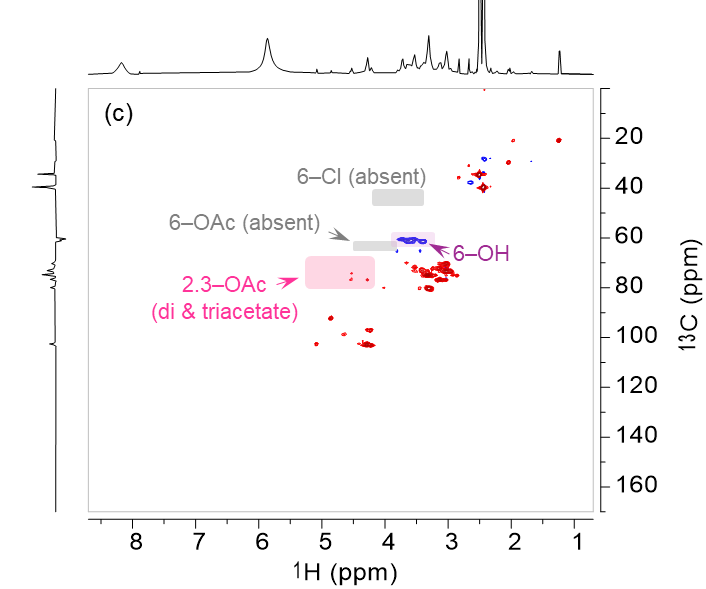 (c)
6–Cl (absent)
6–OAc (absent)
6–OH
2.3–OAc
(di & triacetate)
20
40
60
80
100
120
140
160
13C (ppm)
8 7 6 5 4 3 2 1
1H (ppm)